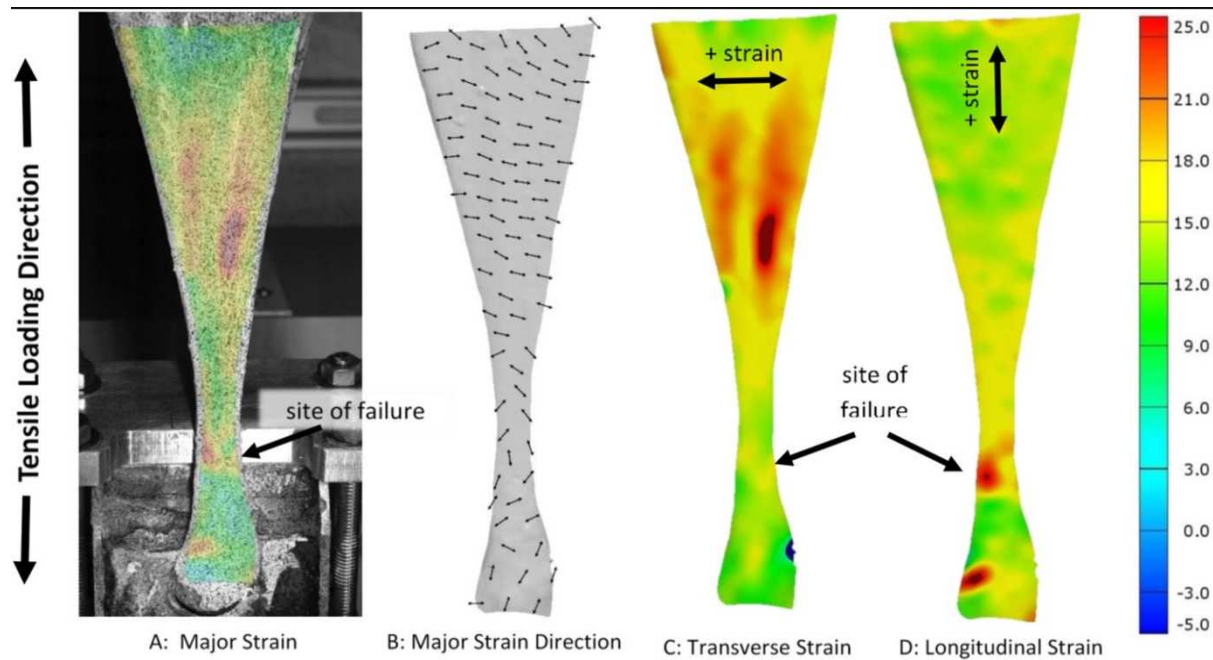 Tensile Loading Direction
site of failure
+ strain
+ strain
site of
failure
25.0
21.0
18.0
15.0
12.0
9.0
6.0
3.0
0.0
-3.0
-5.0
A: Major Strain
B: Major Strain Direction
C: Transverse Strain
D: Longitudinal Strain